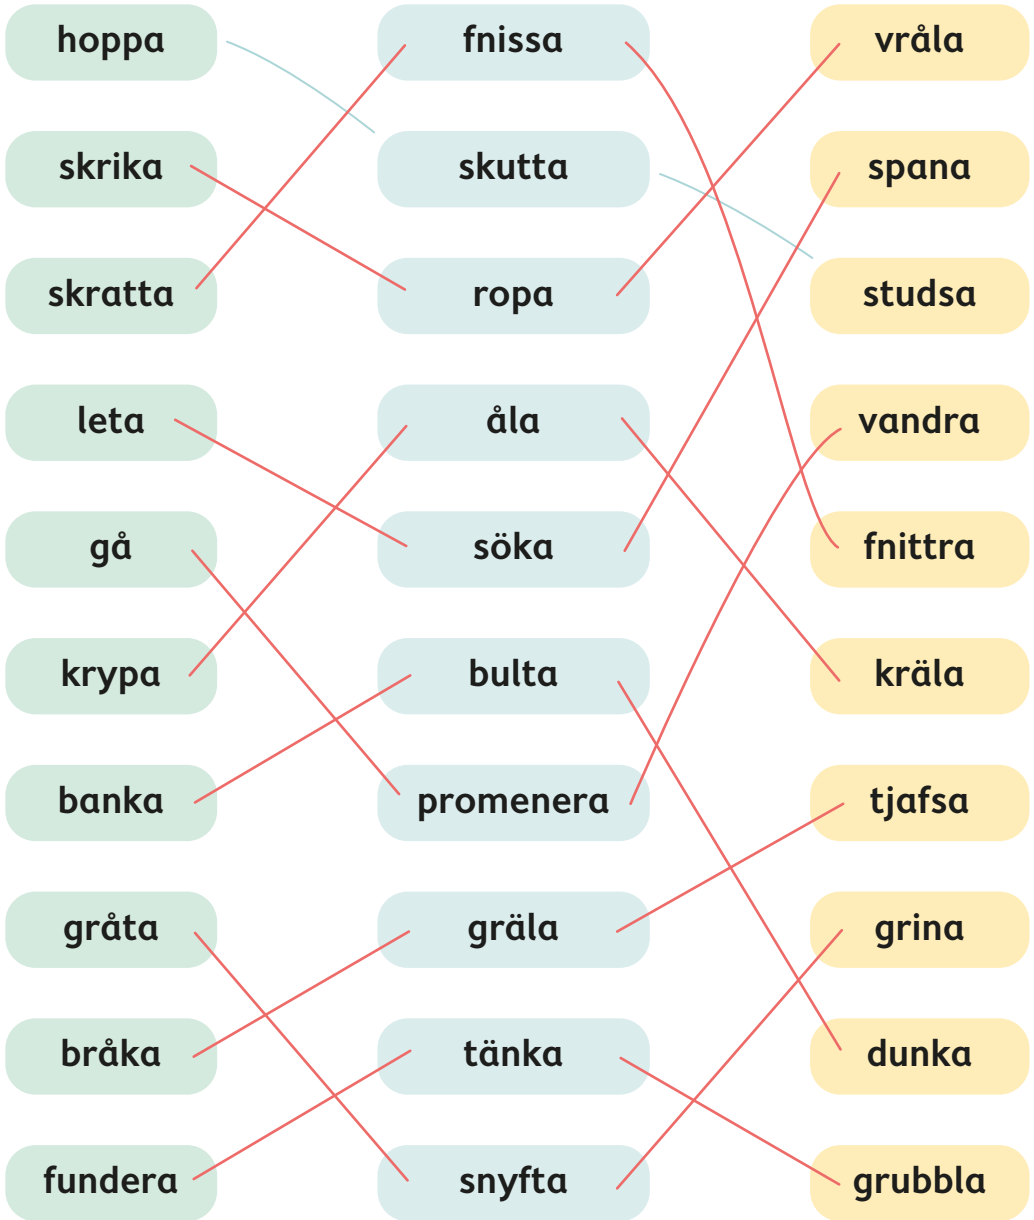 hoppa fnissa vråla
skrika skutta spana
skratta ropa studsa
leta åla vandra
gå söka fnittra
krypa bulta kräla
banka promenera tjafsa
gråta gräla grina
bråka tänka dunka
fundera snyfta grubbla